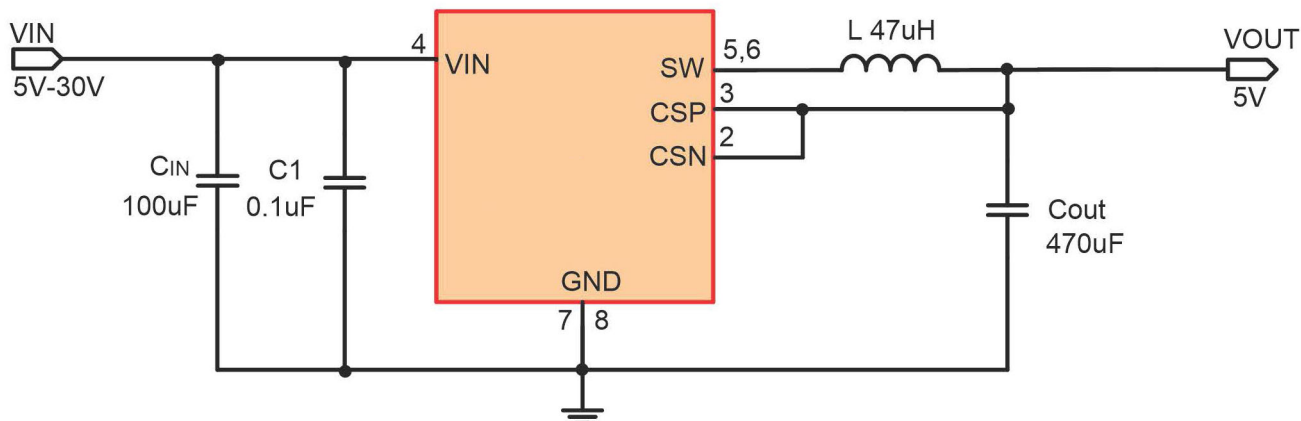 VIN
5V-30V
4
VIN
CIN
100uF
C1
0.1uF
SW
5,6
CSP
3
CSN
2
GND
7 8
L 47uH
VOUT
5V
Cout
470uF